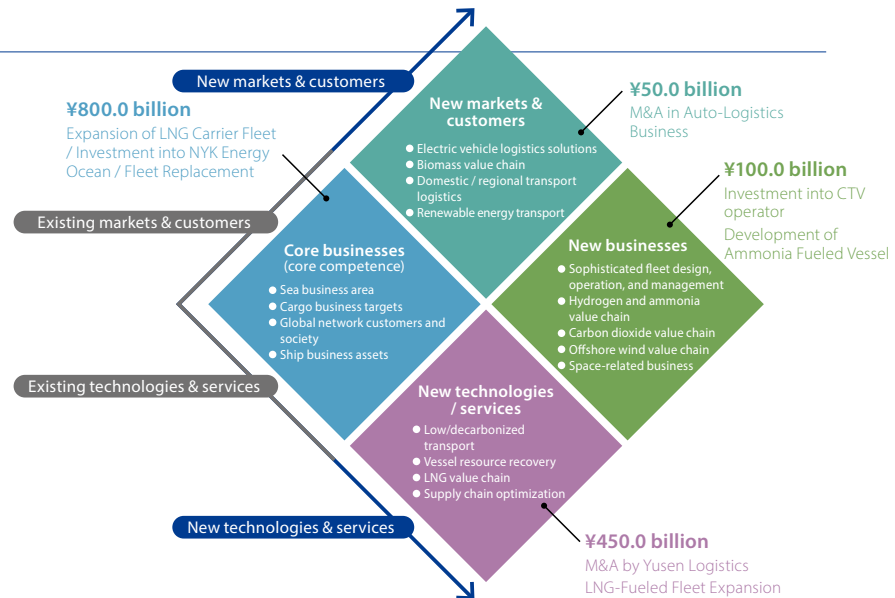 New markets & customers
¥800.0 billion
Expansion of LNG Carrier Fleet
/ Investment into NYK Energy
Ocean / Fleet Replacement
Existing markets & customers
Existing technologies & services
New technologies & services
New markets &
customers
● Electric vehicle logistics solutions
● Biomass value chain
● Domestic / regional transport
logistics
● Renewable energy transport
¥50.0 billion
M&A in Auto-Logistics
Business
Core businesses
(core competence)
● Sea business area
● Cargo business targets
● Global network customers and
society
● Ship business assets
New businesses
● Sophisticated fleet design,
operation, and management
● Hydrogen and ammonia
value chain
● Carbon dioxide value chain
● Offshore wind value chain
● Space-related business
¥100.0 billion
Investment into CTV
operator
Development of
Ammonia Fueled Vessel
New technologies
/ services
● Low/decarbonized
transport
● Vessel resource recovery
● LNG value chain
● Supply chain optimization
¥450.0 billion
M&A by Yusen Logistics
LNG-Fueled Fleet Expansion